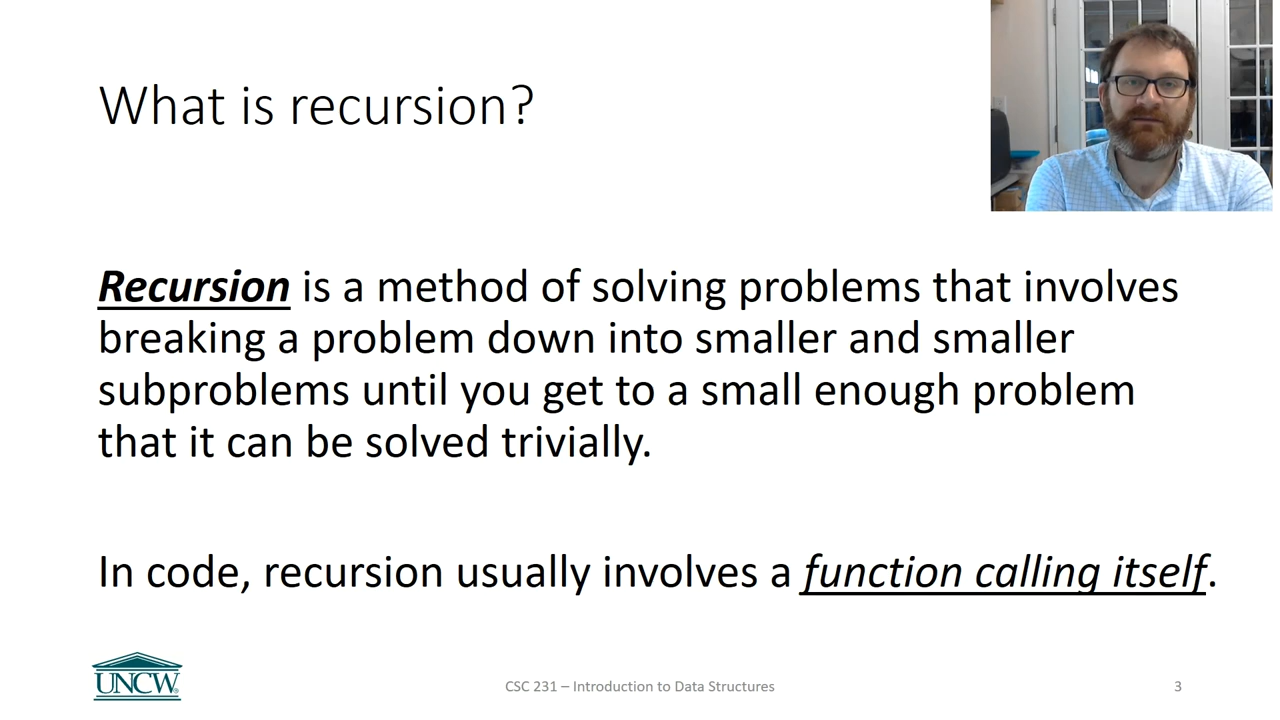 What is recursion?
Recursion is a method of solving problems that involves
breaking a problem down into smaller and smaller
subproblems until you get to a small enough problem
that it can be solved trivially.
In code, recursion usually involves a function calling itself.
UNCW
CSC 231 – Introduction to Data Structures
3